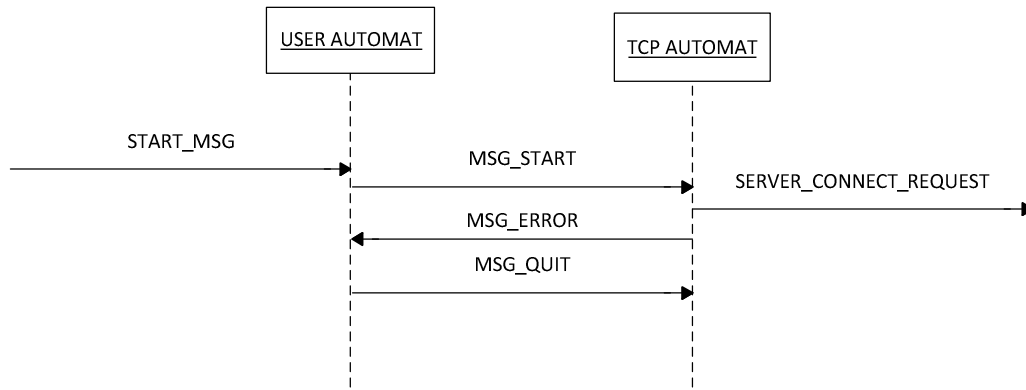 USER AUTOMAT
TCP AUTOMAT
START_MSG
MSG_START
SERVER_CONNECT_REQUEST
MSG_ERROR
MSG_QUIT